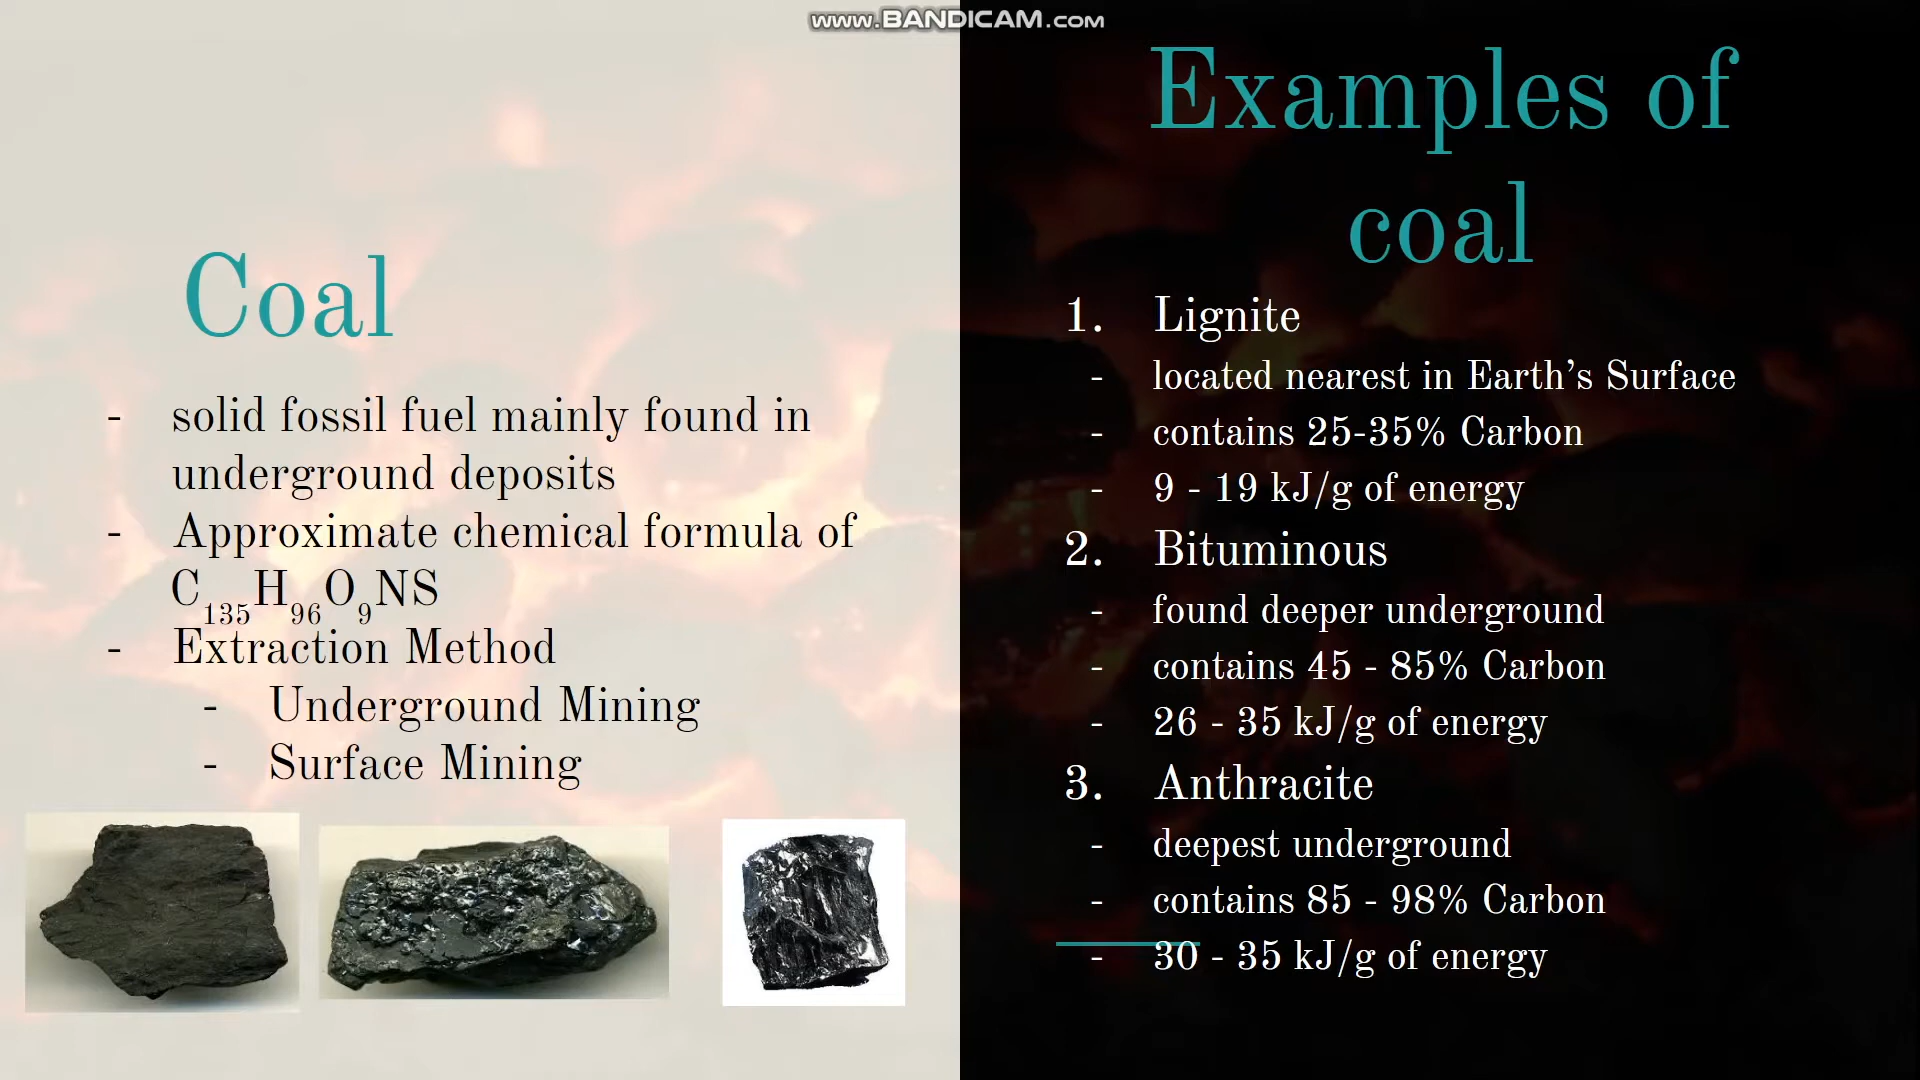 www.BANDICAM.com
Coal
- solid fossil fuel mainly found in
underground deposits
- Approximate chemical formula of
C135H96O9NS
- Extraction Method
- Underground Mining
- Surface Mining
Examples of
coal
1. Lignite
- located nearest in Earth’s Surface
- contains 25-35% Carbon
- 9 - 19 kJ/g of energy
2. Bituminous
- found deeper underground
- contains 45 - 85% Carbon
- 26 - 35 kJ/g of energy
3. Anthracite
- deepest underground
- contains 85 - 98% Carbon
- 30 - 35 kJ/g of energy